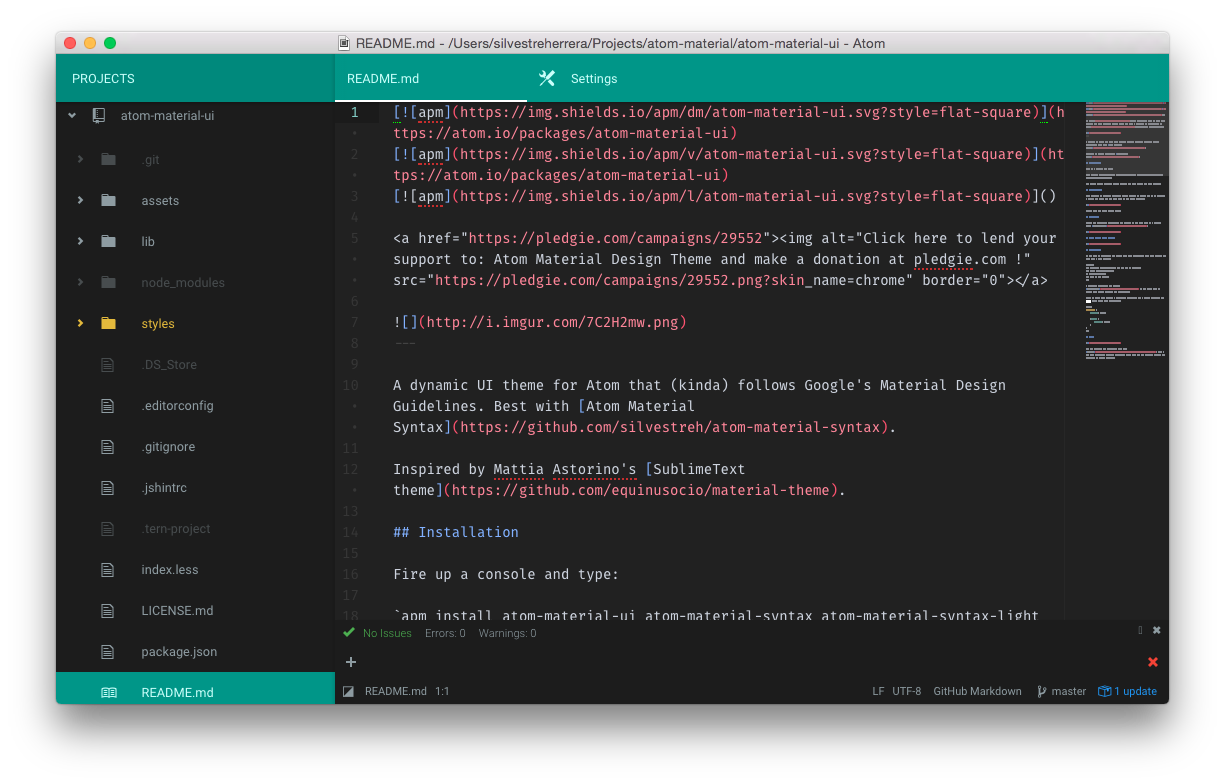 README.md - /Users/silvestreherrera/Projects/atom-material/atom-material-ui - Atom
PROJECTS
README.md
Settings
atom-material-ui
.git
assets
lib
node_modules
styles
.DS_Store
.editorconfig
.gitignore
.jshintrc
.tern-project
index.less
LICENSE.md
package.json
README.md
1 [![apm](https://img.shields.io/apm/dm/atom-material-ui.svg?style=flat-square)](h
• ttps://atom.io/packages/atom-material-ui)
2 [![apm](https://img.shields.io/apm/v/atom-material-ui.svg?style=flat-square)](ht
• tps://atom.io/packages/atom-material-ui)
3 [![apm](https://img.shields.io/apm/l/atom-material-ui.svg?style=flat-square)]()
4
5 <a href="https://pledgie.com/campaigns/29552"><img alt="Click here to lend your
• support to: Atom Material Design Theme and make a donation at pledgie.com !"
• src="https://pledgie.com/campaigns/29552.png?skin_name=chrome" border="0"></a>
6
7 ![](http://i.imgur.com/7C2H2mw.png)
8 ---
9
10 A dynamic UI theme for Atom that (kinda) follows Google's Material Design
• Guidelines. Best with [Atom Material
• Syntax](https://github.com/silvestreh/atom-material-syntax).
11
12 Inspired by Mattia Astorino's [SublimeText
• theme](https://github.com/equinusocio/material-theme).
13
14 ## Installation
15
16 Fire up a console and type:
17
18 `apm install atom-material-ui atom-material-syntax atom-material-syntax-light
No Issues Errors: 0 Warnings: 0
README.md 1:1
LF UTF-8 GitHub Markdown master 1 update